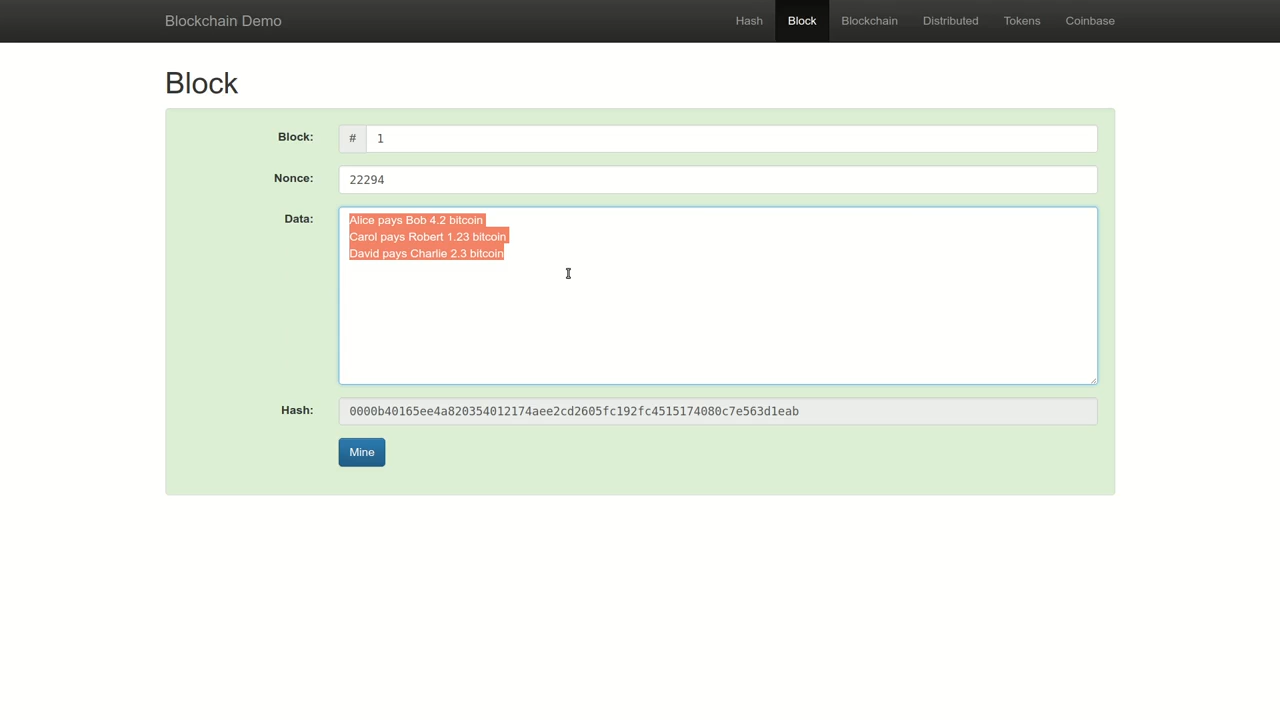 Blockchain Demo
Hash Block Blockchain Distributed Tokens Coinbase
Block
Block: # 1
Nonce: 22294
Data: Alice pays Bob 4.2 bitcoin
Carol pays Robert 1.23 bitcoin
David pays Charlie 2.3 bitcoin
Hash: 0000b40165ee4a820354012174aee2cd2605fc192fc4515174080c7e563d1eab
Mine